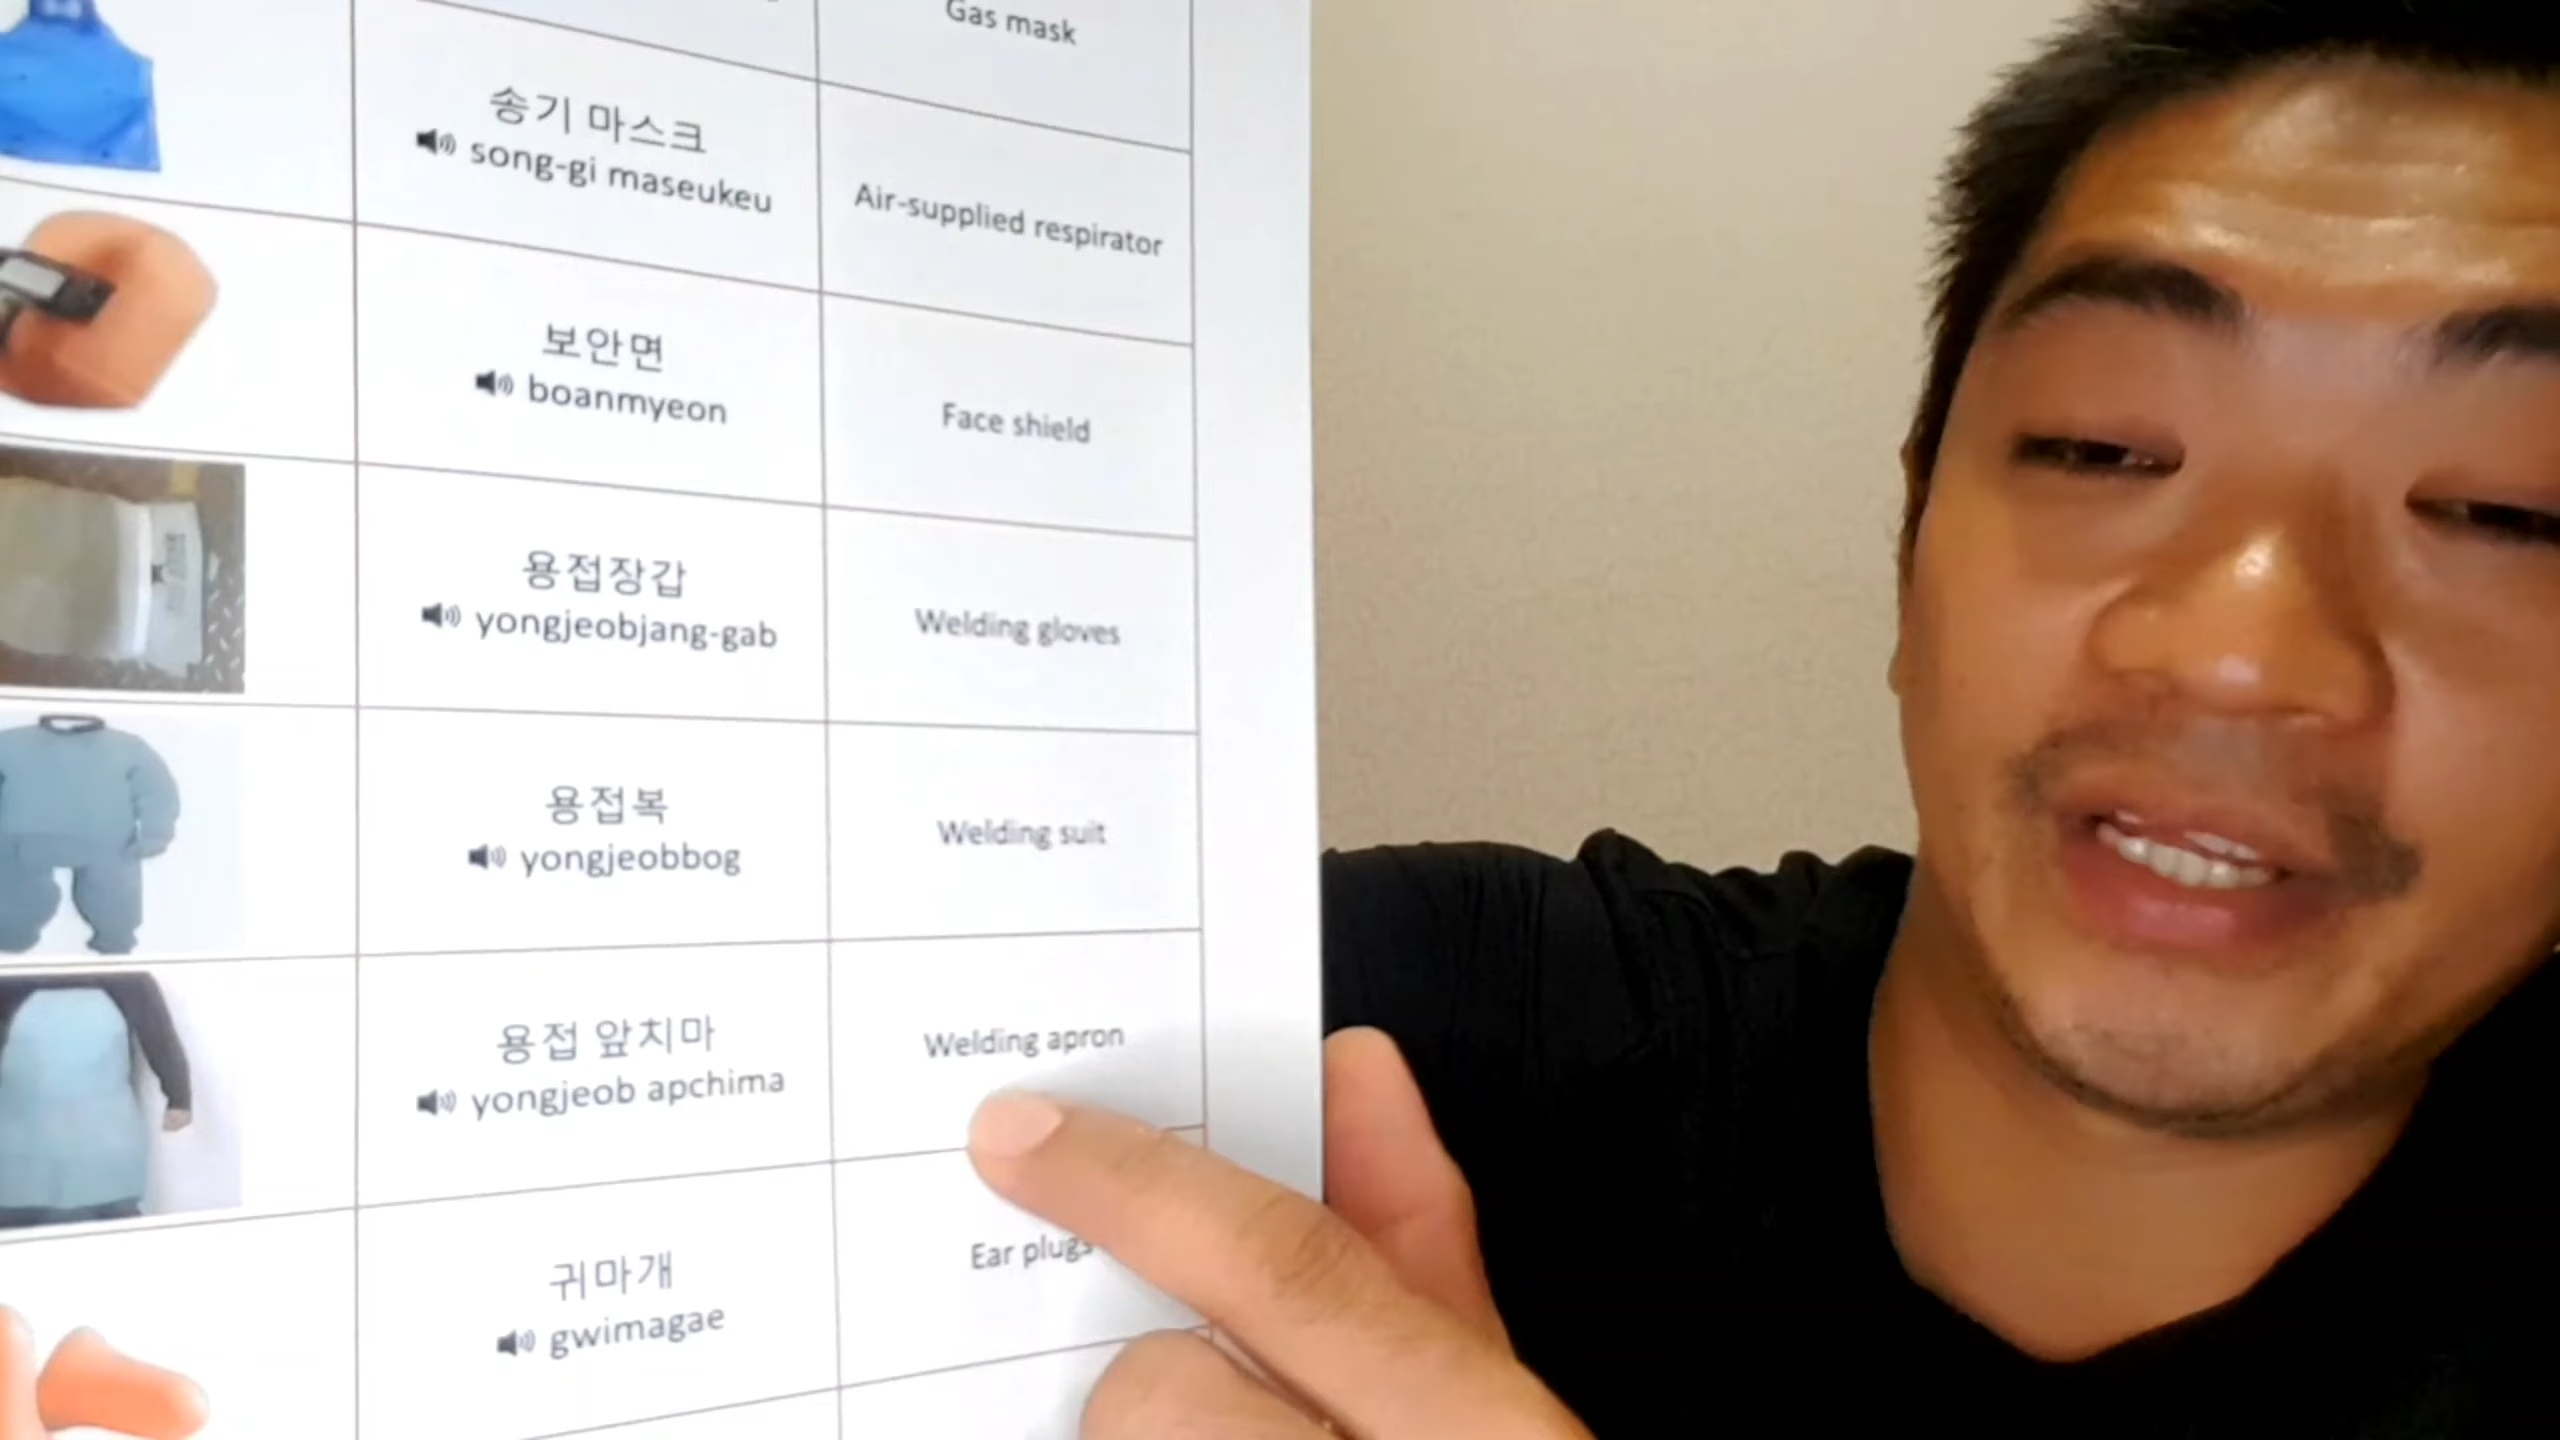 Gas mask
송기 마스크
song-gi maseukeu
Air-supplied respirator
보안면
boanmyeon
Face shield
용접장갑
yongjeobjang-gab
Welding gloves
용접복
yongjeobbog
Welding suit
용접 앞치마
yongjeob apchima
Welding apron
귀마개
gwimagae
Ear plugs